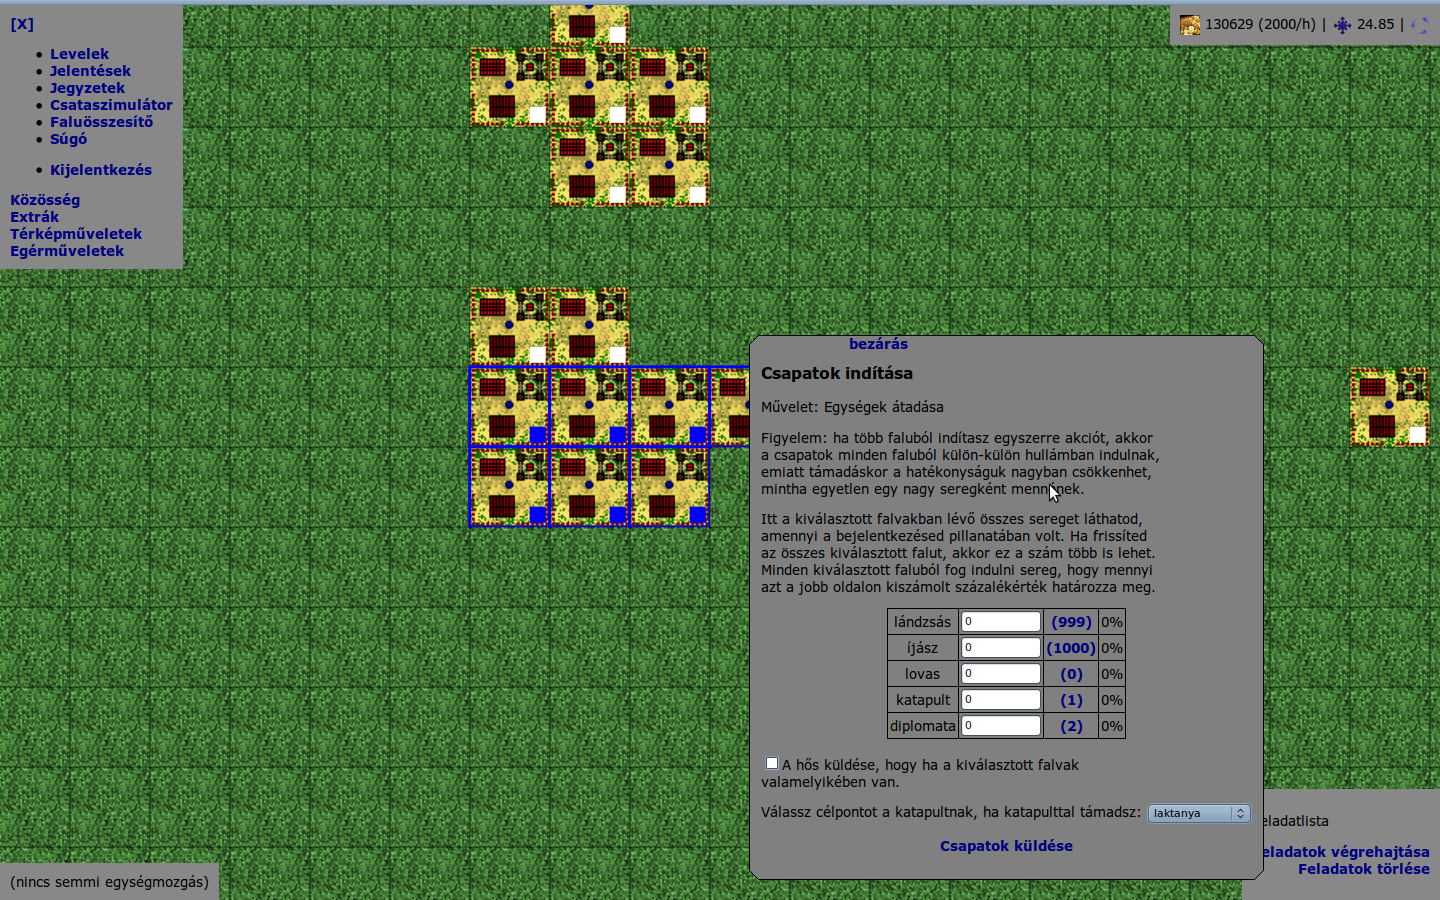 [X]
Levelek
Jelentések
Jegyzetek
Csataszimulátor
Faluösszesítő
Súgó
Kijelentkezés
Közösség
Extrák
Térképműveletek
Egérműveletek
130629 (2000/h) | 24.85 |
bezárás
Csapatok indítása
Művelet: Egységek átadása
Figyelem: ha több faluból indítasz egyszerre akciót, akkor
a csapatok minden faluból külön-külön hullámban indulnak,
emiatt támadáskor a hatékonyságuk nagyban csökkenhet,
mintha egyetlen egy nagy seregként mennének.
Itt a kiválasztott falvakban lévő összes sereget láthatod,
amennyi a bejelentkezésed pillanatában volt. Ha frissíted
az összes kiválasztott falut, akkor ez a szám több is lehet.
Minden kiválasztott faluból fog indulni sereg, hogy mennyi
azt a jobb oldalon kiszámolt százalékérték határozza meg.
lándzsás 0 (999) 0%
íjász 0 (1000) 0%
lovas 0 (0) 0%
katapult 0 (1) 0%
diplomata 0 (2) 0%
A hős küldése, hogy ha a kiválasztott falvak
valamelyikében van.
Válassz célpontot a katapultnak, ha katapulttal támadsz: laktanya
Csapatok küldése
eladatlista
eladatok végrehajtása
Feladatok törlése
(nincs semmi egységmozgás)